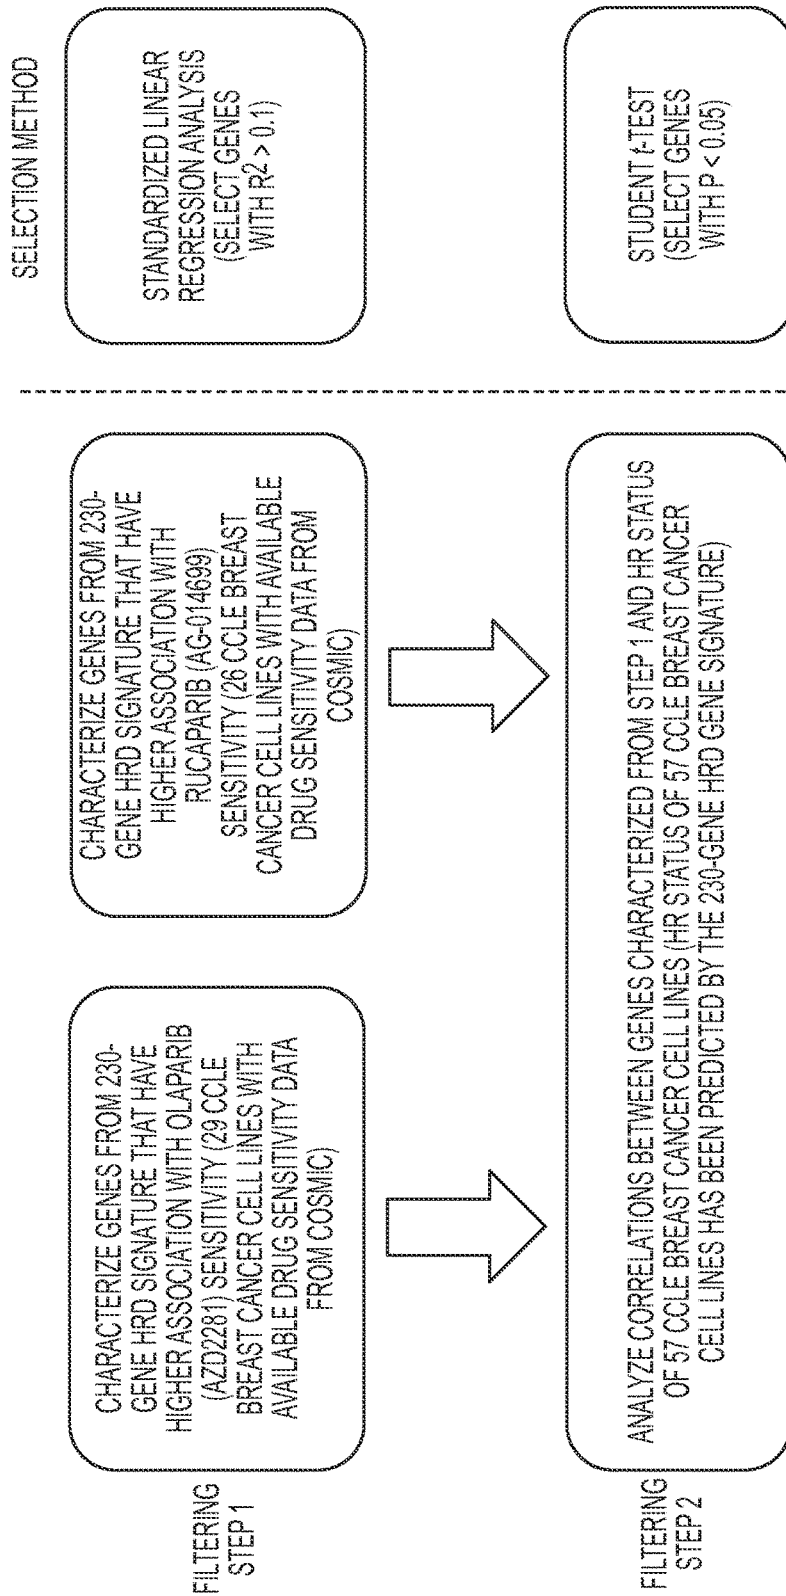 SELECTION METHOD
FILTERING
STEP 1
CHARACTERIZE GENES FROM 230-
GENE HRD SIGNATURE THAT HAVE
HIGHER ASSOCIATION WITH OLAPARIB
(AZD2281) SENSITIVITY (29 CCLE
BREAST CANCER CELL LINES WITH
AVAILABLE DRUG SENSITIVITY DATA
FROM COSMIC)
CHARACTERIZE GENES FROM 230-
GENE HRD SIGNATURE THAT HAVE
HIGHER ASSOCIATION WITH
RUCAPARIB (AG-014699)
SENSITIVITY (26 CCLE BREAST
CANCER CELL LINES WITH AVAILABLE
DRUG SENSITIVITY DATA FROM
COSMIC)
STANDARDIZED LINEAR
REGRESSION ANALYSIS
(SELECT GENES
WITH R² > 0.1)
FILTERING
STEP 2
ANALYZE CORRELATIONS BETWEEN GENES CHARACTERIZED FROM STEP 1 AND HR STATUS
OF 57 CCLE BREAST CANCER CELL LINES (HR STATUS OF 57 CCLE BREAST CANCER
CELL LINES HAS BEEN PREDICTED BY THE 230-GENE HRD GENE SIGNATURE)
STUDENT t-TEST
(SELECT GENES
WITH P < 0.05)